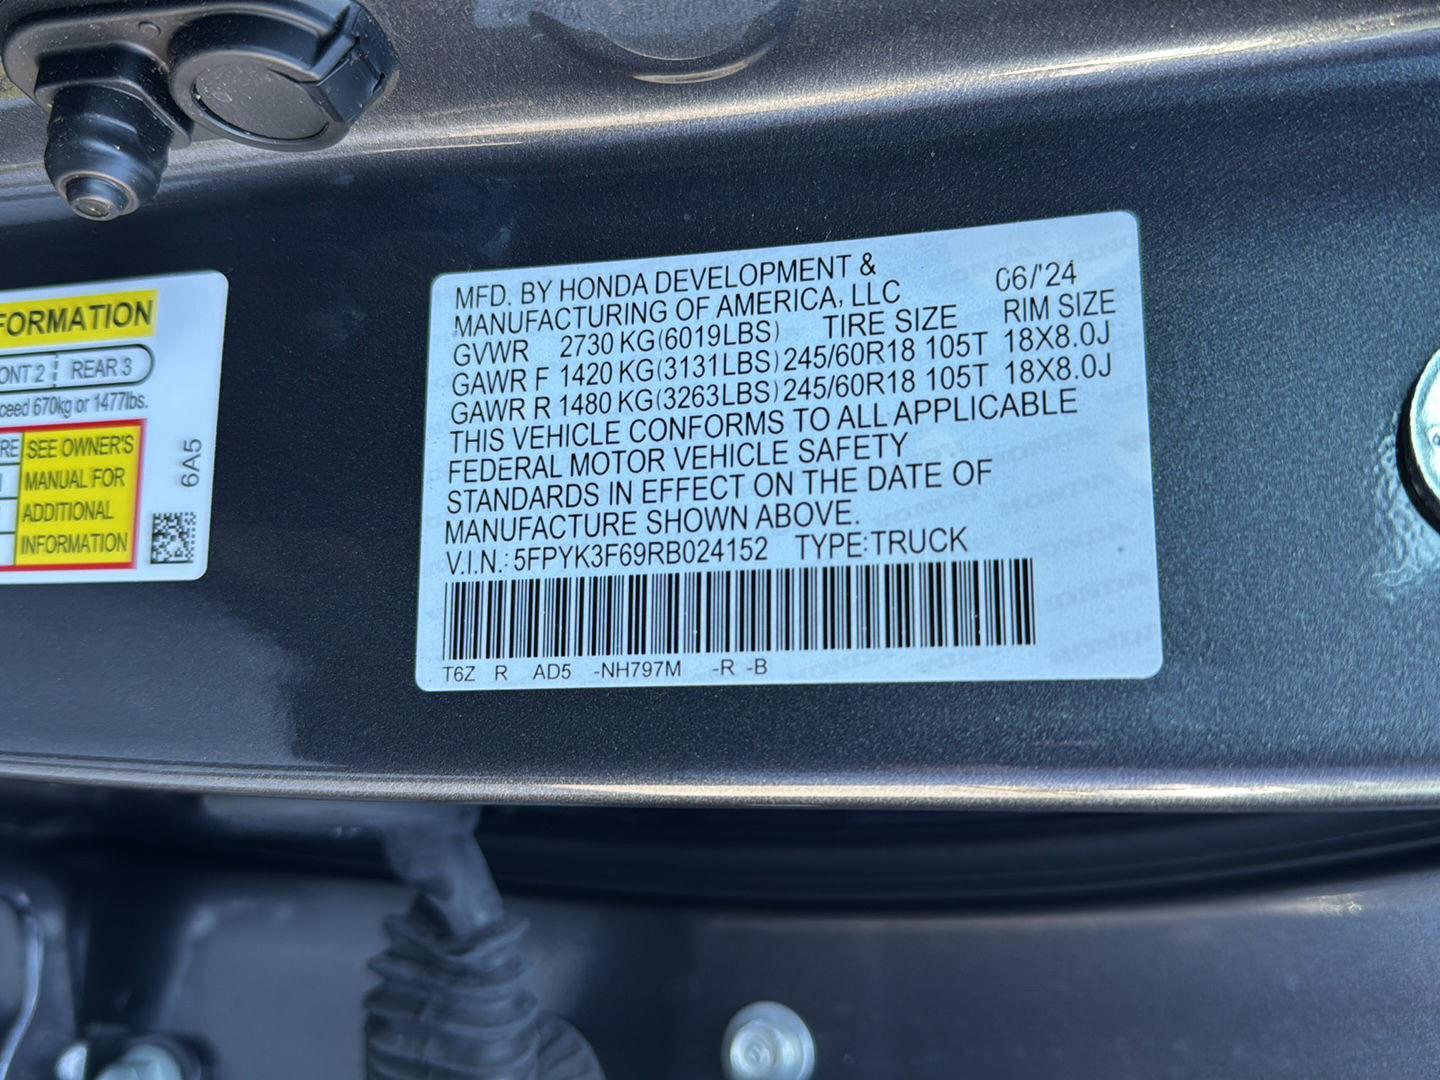 FORMATION
ONT 2 REAR 3
ceed 670kg or 1477lbs.
RE
SEE OWNER'S
MANUAL FOR
ADDITIONAL
INFORMATION
6A5
MFD. BY HONDA DEVELOPMENT &
MANUFACTURING OF AMERICA, LLC 06/'24
GVWR 2730 KG(6019LBS) TIRE SIZE RIM SIZE
GAWR F 1420 KG(3131LBS) 245/60R18 105T 18X8.0J
GAWR R 1480 KG(3263LBS) 245/60R18 105T 18X8.0J
THIS VEHICLE CONFORMS TO ALL APPLICABLE
FEDERAL MOTOR VEHICLE SAFETY
STANDARDS IN EFFECT ON THE DATE OF
MANUFACTURE SHOWN ABOVE.
V.I.N.: 5FPYK3F69RB024152 TYPE:TRUCK
T6Z R AD5 -NH797M -R -B